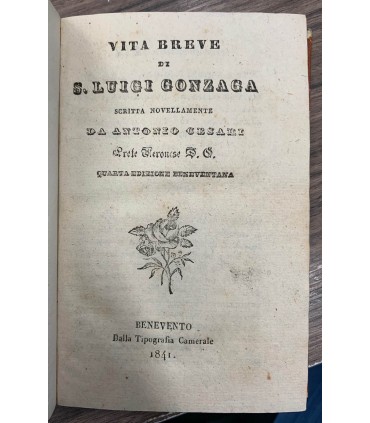 VITA BREVE
DI
S. LUIGI GONZAGA
SCRITTA NOVELLAMENTE
DA ANTONIO CESARI
Prete Veronese D. O.
QUARTA EDIZIONE BENEVENTANA
BENEVENTO
Dalla Tipografia Camerale
1841.